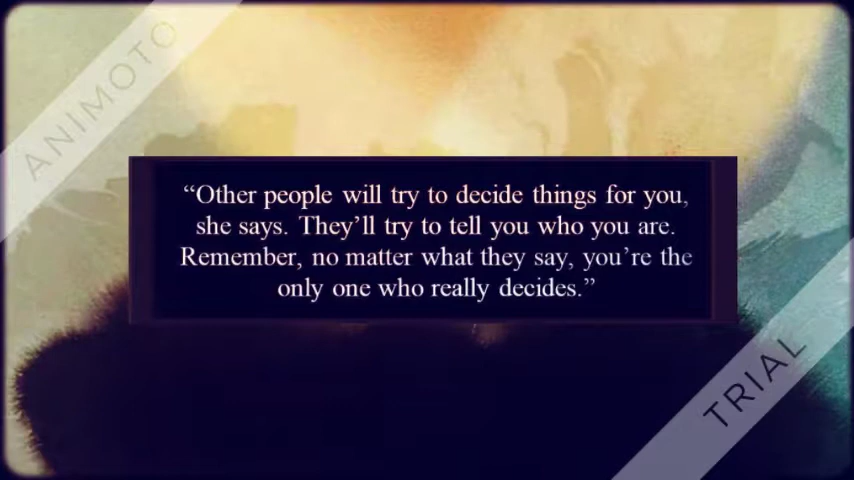 ANIMOTO
“Other people will try to decide things for you,
she says. They’ll try to tell you who you are.
Remember, no matter what they say, you’re the
only one who really decides.”
TRIAL